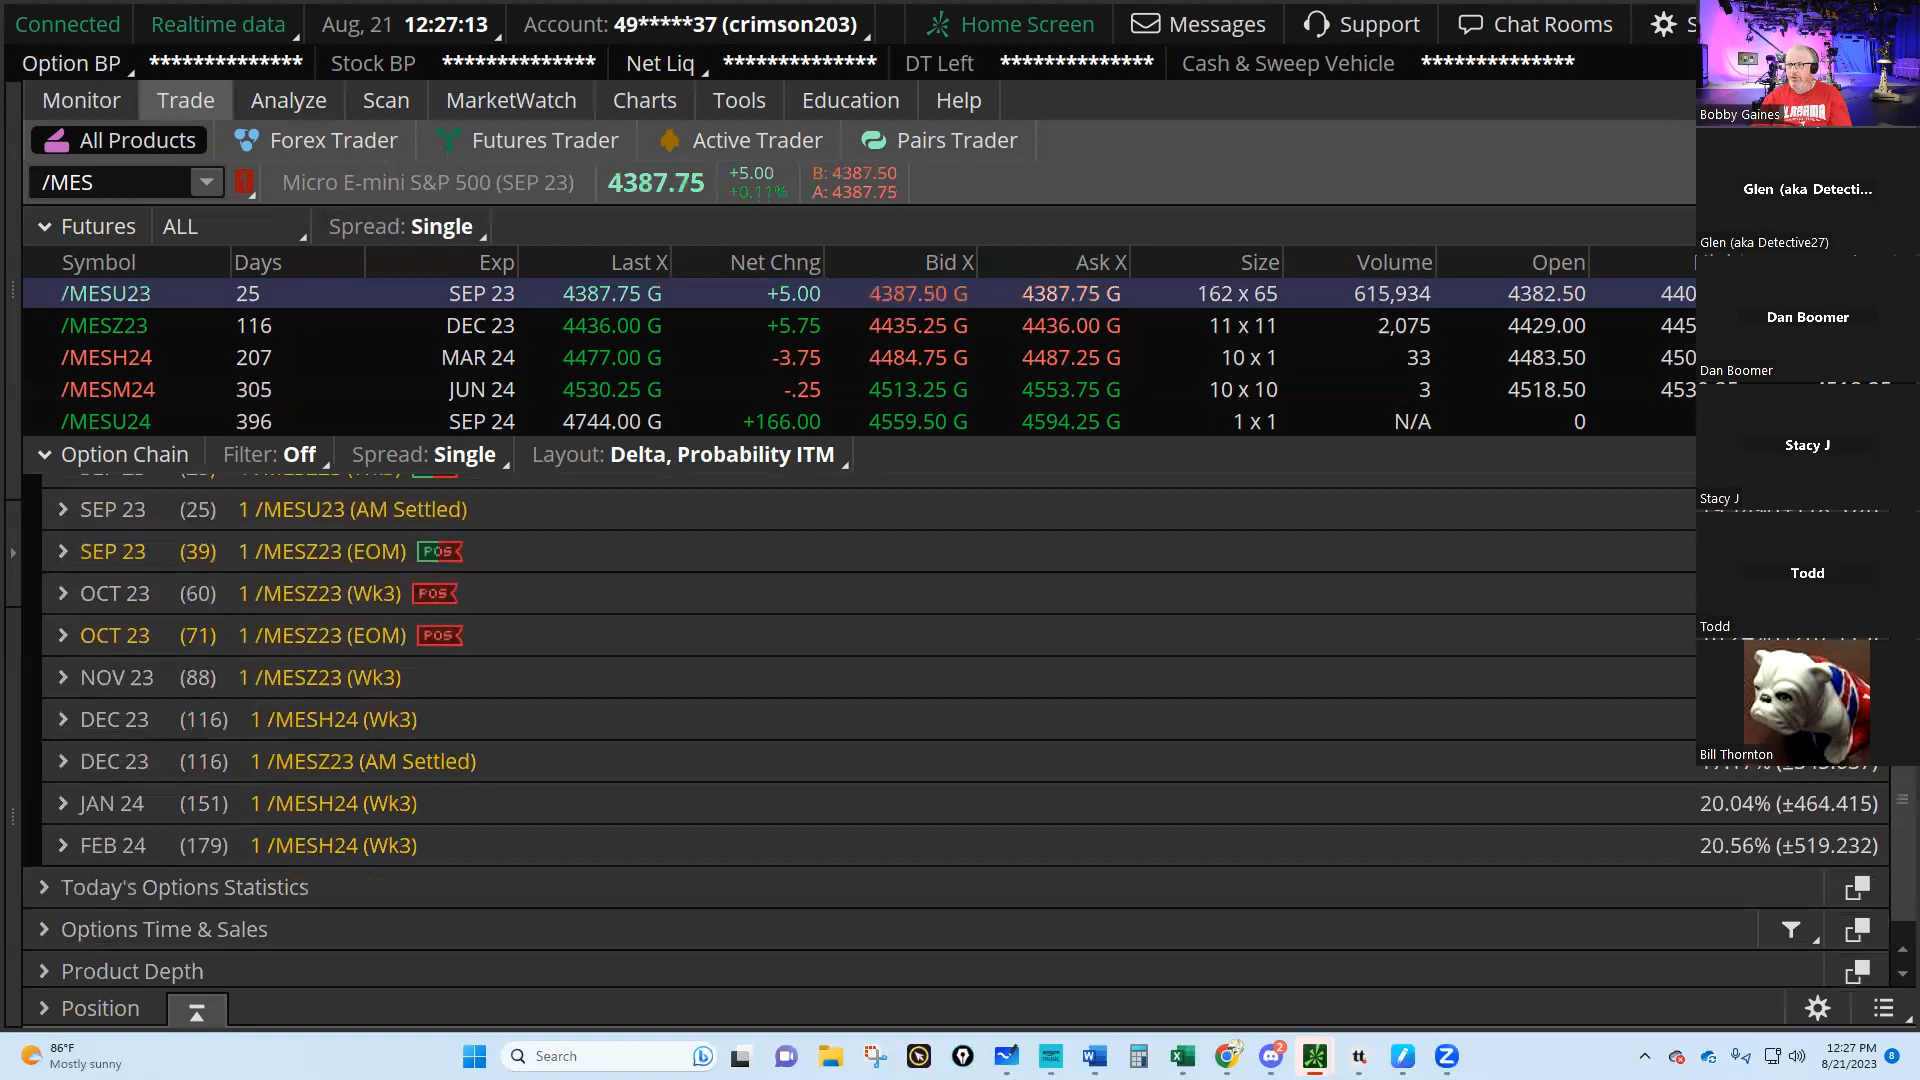 Connected Realtime data Aug, 21 12:27:13 Account: 49*****37 (crimson203) Home Screen Messages Support Chat Rooms S
Option BP ************** Stock BP ************** Net Liq ************** DT Left ************** Cash & Sweep Vehicle **************
Monitor Trade Analyze Scan MarketWatch Charts Tools Education Help
Bobby Gaines
All Products Forex Trader Futures Trader Active Trader Pairs Trader
/MES 1 Micro E-mini S&P 500 (SEP 23) 4387.75 +5.00 B: 4387.50
+0.11% A: 4387.75
Glen (aka Detecti...
Glen (aka Detective27)
Futures ALL Spread: Single
Symbol Days Exp Last X Net Chng Bid X Ask X Size Volume Open
/MESU23 25 SEP 23 4387.75 G +5.00 4387.50 G 4387.75 G 162 x 65 615,934 4382.50 440
/MESZ23 116 DEC 23 4436.00 G +5.75 4435.25 G 4436.00 G 11 x 11 2,075 4429.00 445
/MESH24 207 MAR 24 4477.00 G -3.75 4484.75 G 4487.25 G 10 x 1 33 4483.50 450
/MESM24 305 JUN 24 4530.25 G -.25 4513.25 G 4553.75 G 10 x 10 3 4518.50 453
/MESU24 396 SEP 24 4744.00 G +166.00 4559.50 G 4594.25 G 1 x 1 N/A 0
Dan Boomer
Dan Boomer
Option Chain Filter: Off Spread: Single Layout: Delta, Probability ITM
Stacy J
Stacy J
SEP 23 (25) 1 /MESU23 (AM Settled)
SEP 23 (39) 1 /MESZ23 (EOM) POS
OCT 23 (60) 1 /MESZ23 (Wk3) POS
OCT 23 (71) 1 /MESZ23 (EOM) POS
Todd
Todd
NOV 23 (88) 1 /MESZ23 (Wk3)
DEC 23 (116) 1 /MESH24 (Wk3)
DEC 23 (116) 1 /MESZ23 (AM Settled)
Bill Thornton
JAN 24 (151) 1 /MESH24 (Wk3) 20.04% (±464.415)
FEB 24 (179) 1 /MESH24 (Wk3) 20.56% (±519.232)
Today's Options Statistics
Options Time & Sales
Product Depth
Position
86°F
Mostly sunny
Search
2
tt
12:27 PM
8/21/2023
8